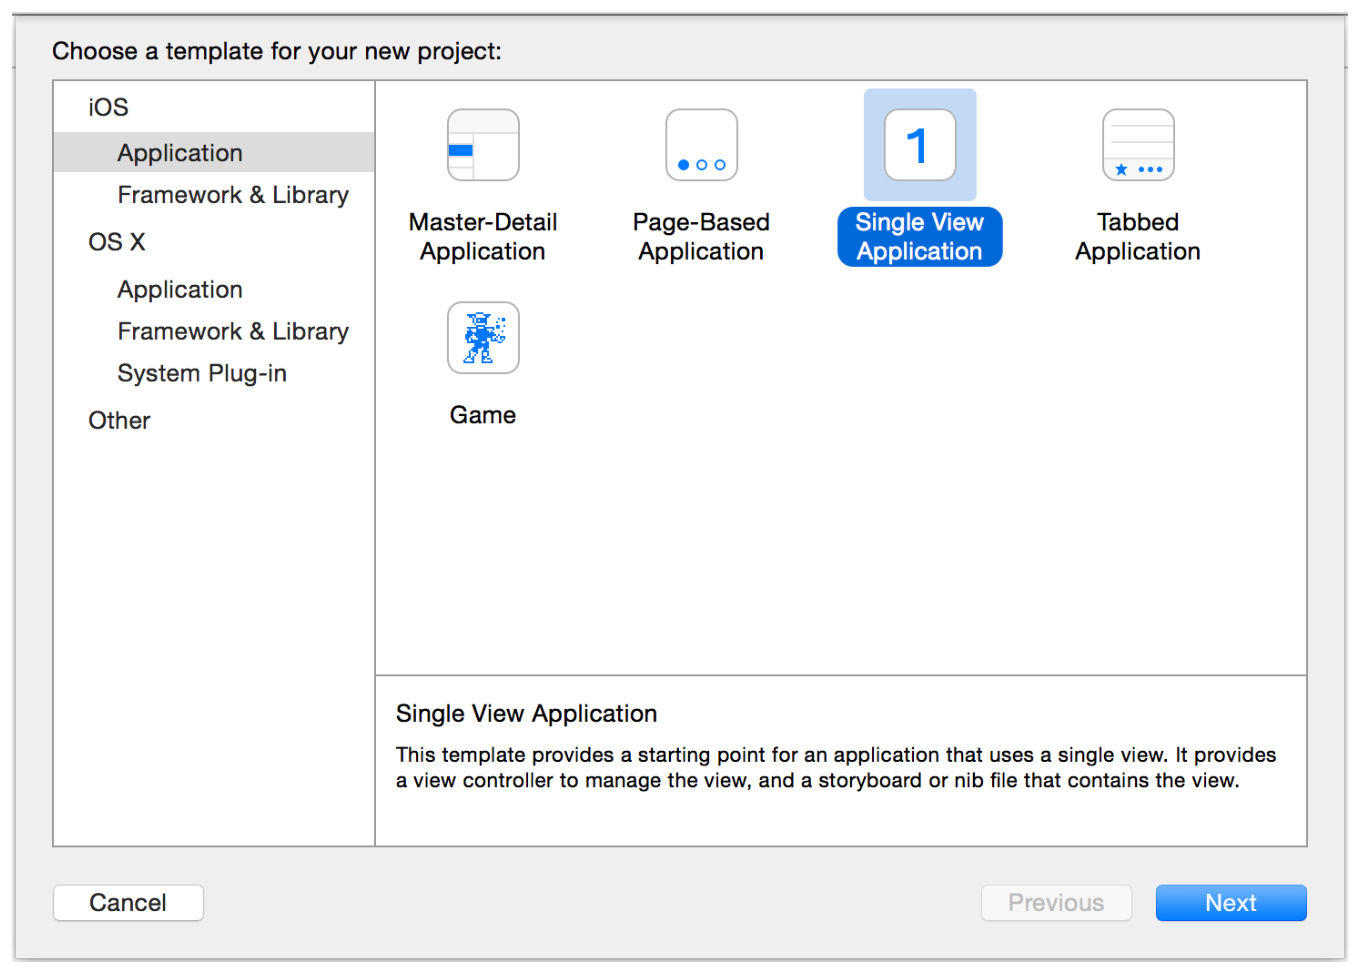 Choose a template for your new project:
iOS
Application
Framework & Library
OS X
Application
Framework & Library
System Plug-in
Other
Master-Detail
Application
Page-Based
Application
1
Single View
Application
Tabbed
Application
Game
Single View Application
This template provides a starting point for an application that uses a single view. It provides
a view controller to manage the view, and a storyboard or nib file that contains the view.
Cancel
Previous
Next